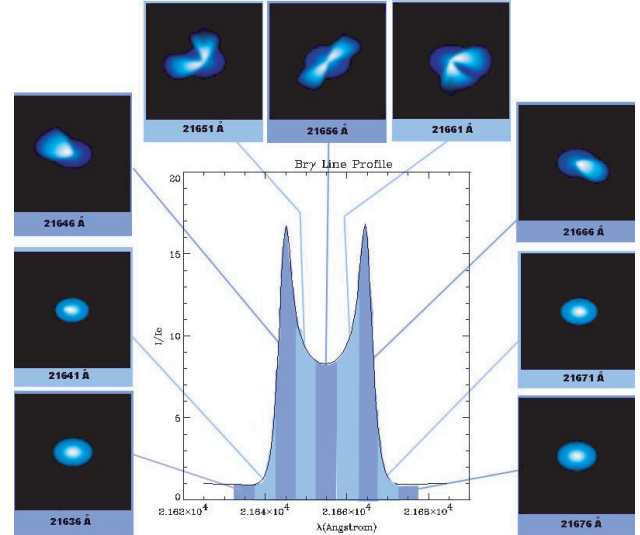 21651 Å
21656 Å
21661 Å
21646 Å
21666 Å
21641 Å
21671 Å
21636 Å
21676 Å
Brγ Line Profile
20
15
10
5
0
I/Ic
2.162×10⁴
2.164×10⁴
2.166×10⁴
2.168×10⁴
λ(Angstrom)